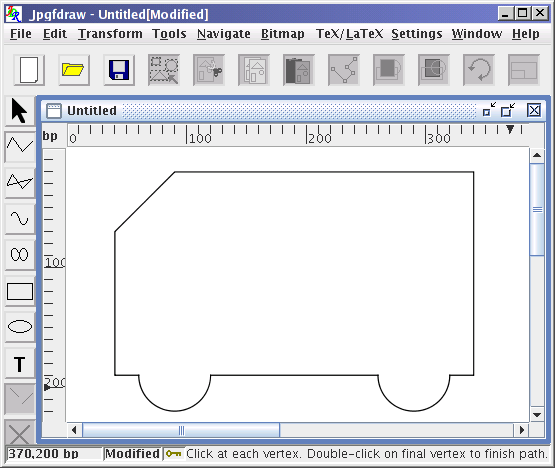 Jpgfdraw - Untitled[Modified]
File Edit Transform Tools Navigate Bitmap TeX/LaTeX Settings Window Help
Untitled
bp 0 100 200 300
100
200
T
370,200 bp Modified Click at each vertex. Double-click on final vertex to finish path.